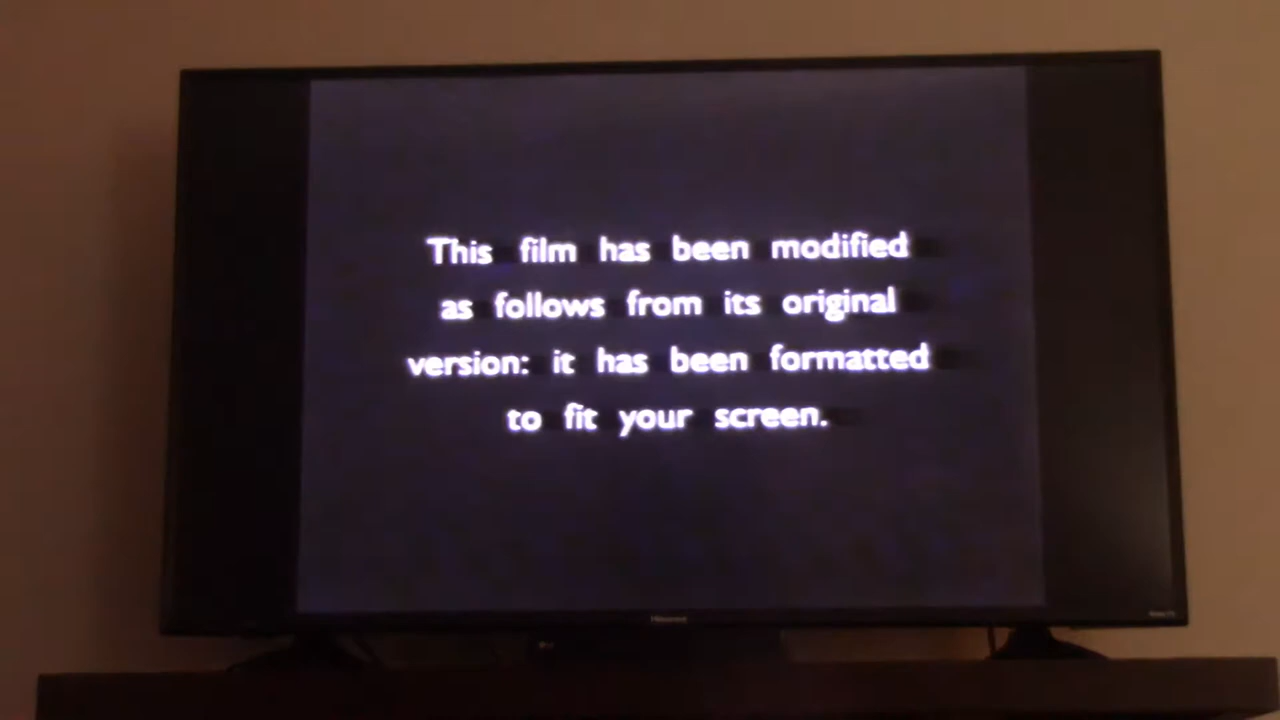 This film has been modified
as follows from its original
version: it has been formatted
to fit your screen.
Hisense